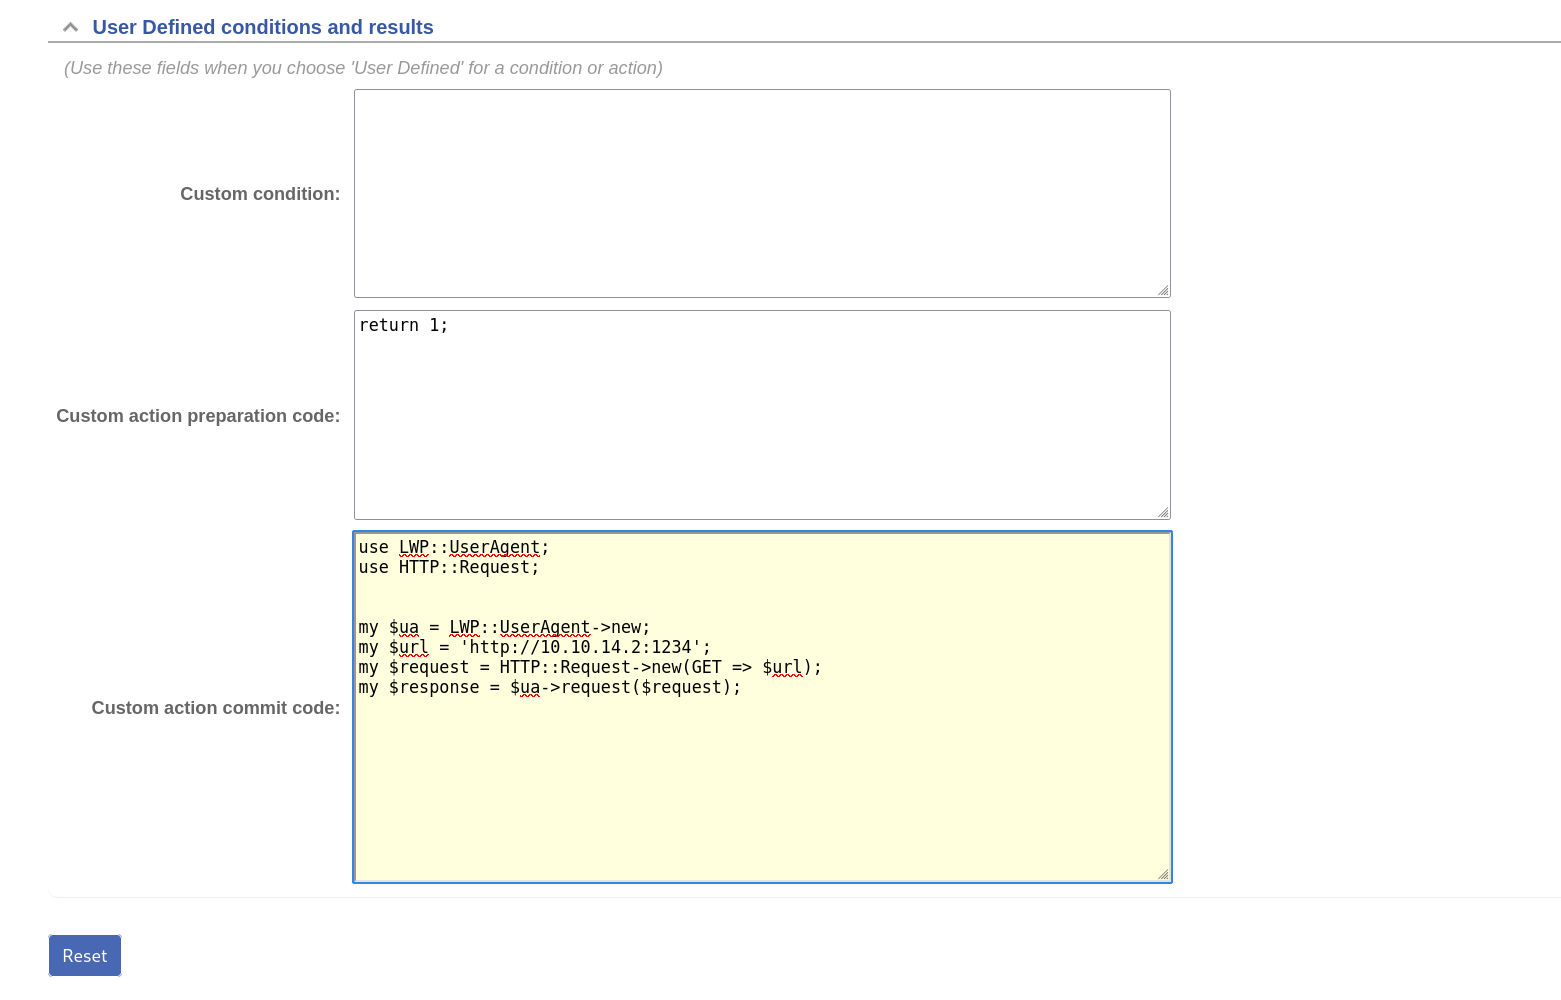 User Defined conditions and results
(Use these fields when you choose 'User Defined' for a condition or action)
Custom condition:
return 1;
Custom action preparation code:
use LWP::UserAgent;
use HTTP::Request;
my $ua = LWP::UserAgent->new;
my $url = 'http://10.10.14.2:1234';
my $request = HTTP::Request->new(GET => $url);
my $response = $ua->request($request);
Custom action commit code:
Reset